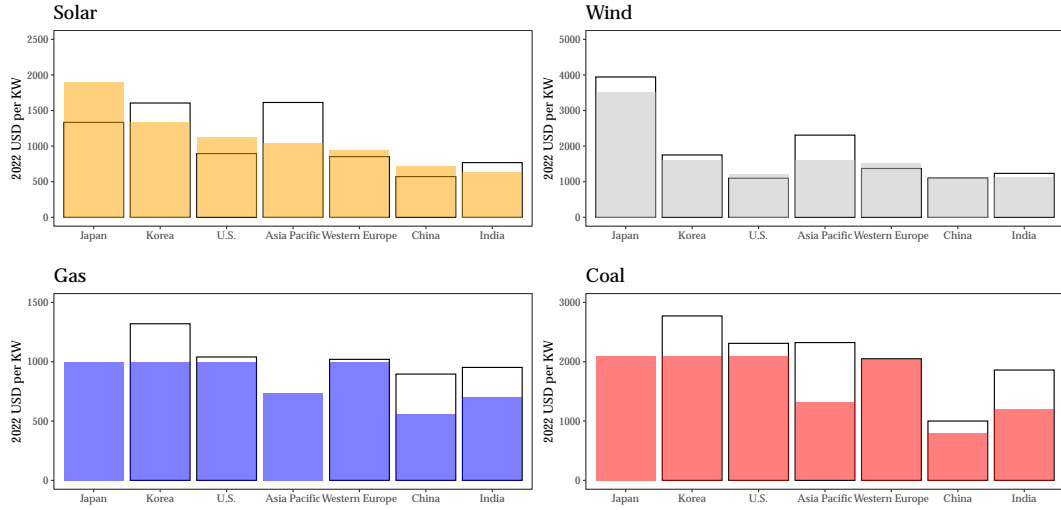 Solar
2022 USD per KW
2500
2000
1500
1000
500
0
Japan Korea U.S. Asia Pacific Western Europe China India
Wind
2022 USD per KW
5000
4000
3000
2000
1000
0
Japan Korea U.S. Asia Pacific Western Europe China India
Gas
2022 USD per KW
1500
1000
500
0
Japan Korea U.S. Asia Pacific Western Europe China India
Coal
2022 USD per KW
3000
2000
1000
0
Japan Korea U.S. Asia Pacific Western Europe China India